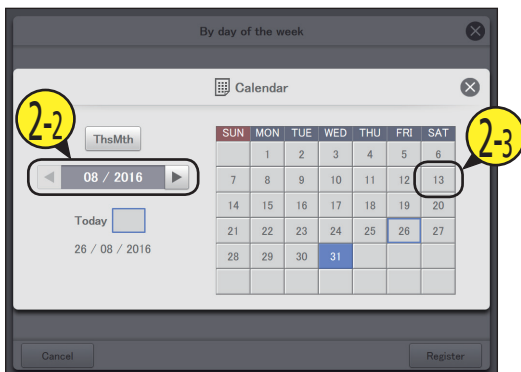 By day of the week
Calendar
2-2
ThsMth
08 / 2016
Today
26 / 08 / 2016
SUN MON TUE WED THU FRI SAT
1 2 3 4 5 6
7 8 9 10 11 12 13
14 15 16 17 18 19 20
21 22 23 24 25 26 27
28 29 30 31
2-3
Cancel
Register